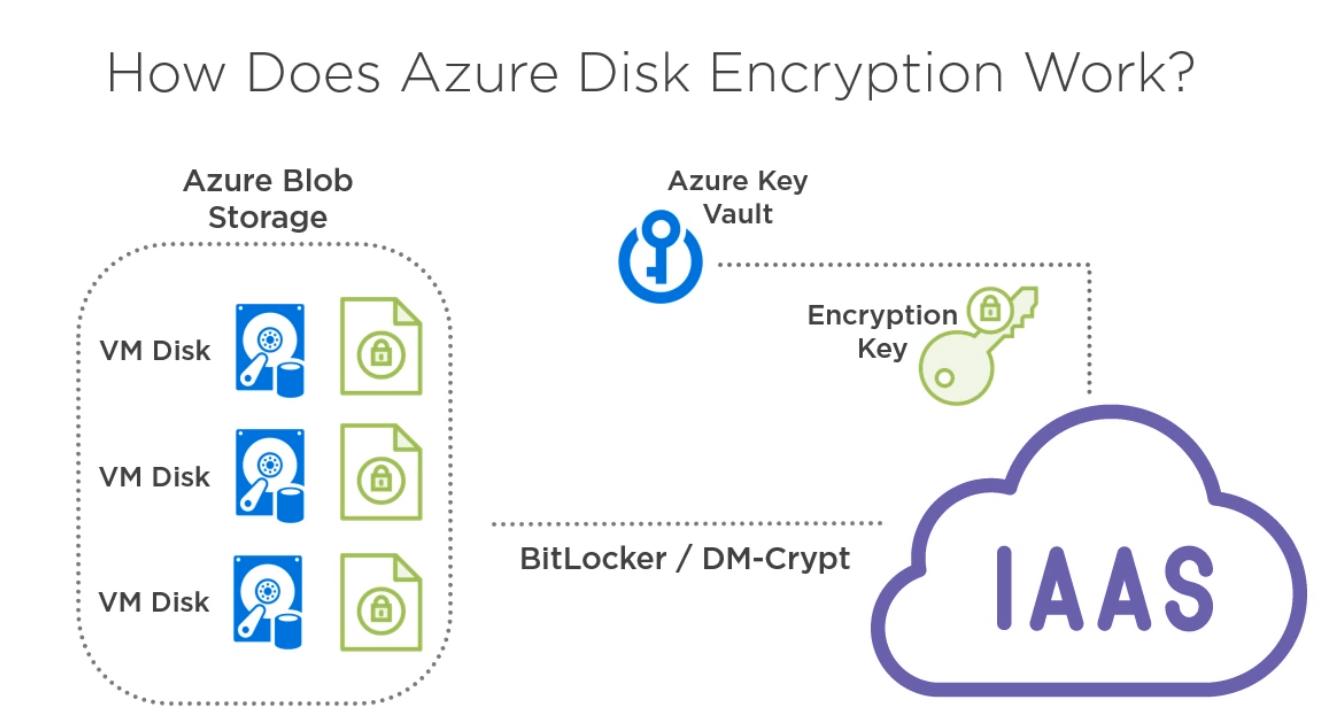 How Does Azure Disk Encryption Work?
Azure Blob
Storage
VM Disk
VM Disk
VM Disk
Azure Key
Vault
Encryption
Key
BitLocker / DM-Crypt
IAAS